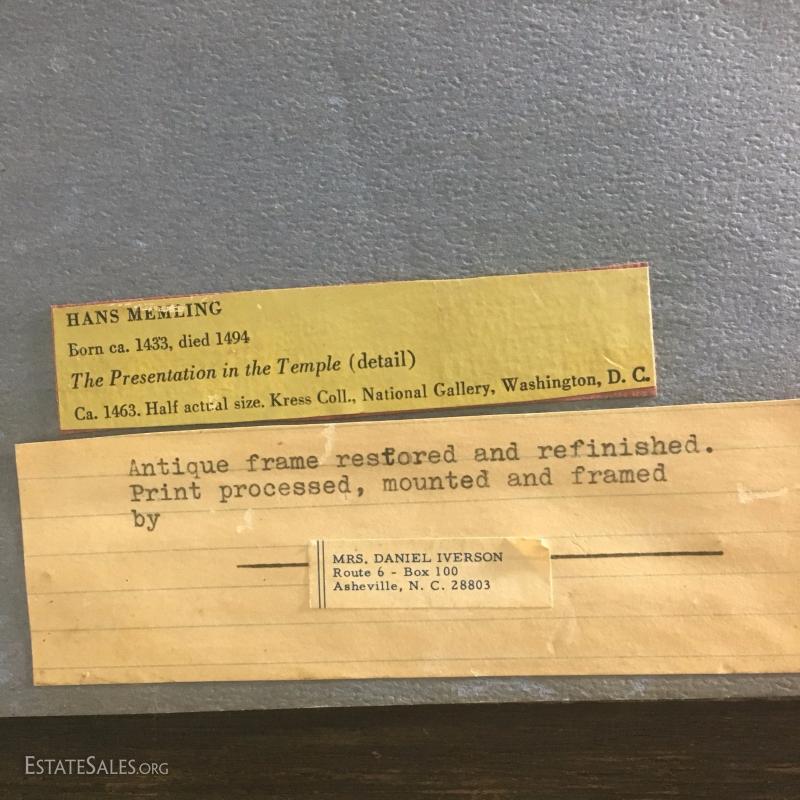 HANS MEMLING
Born ca. 1433, died 1494
The Presentation in the Temple (detail)
Ca. 1463. Half actual size. Kress Coll., National Gallery, Washington, D. C.
Antique frame restored and refinished.
Print processed, mounted and framed
by
MRS. DANIEL IVERSON
Route 6 - Box 100
Asheville, N. C. 28803
ESTATESALES.ORG